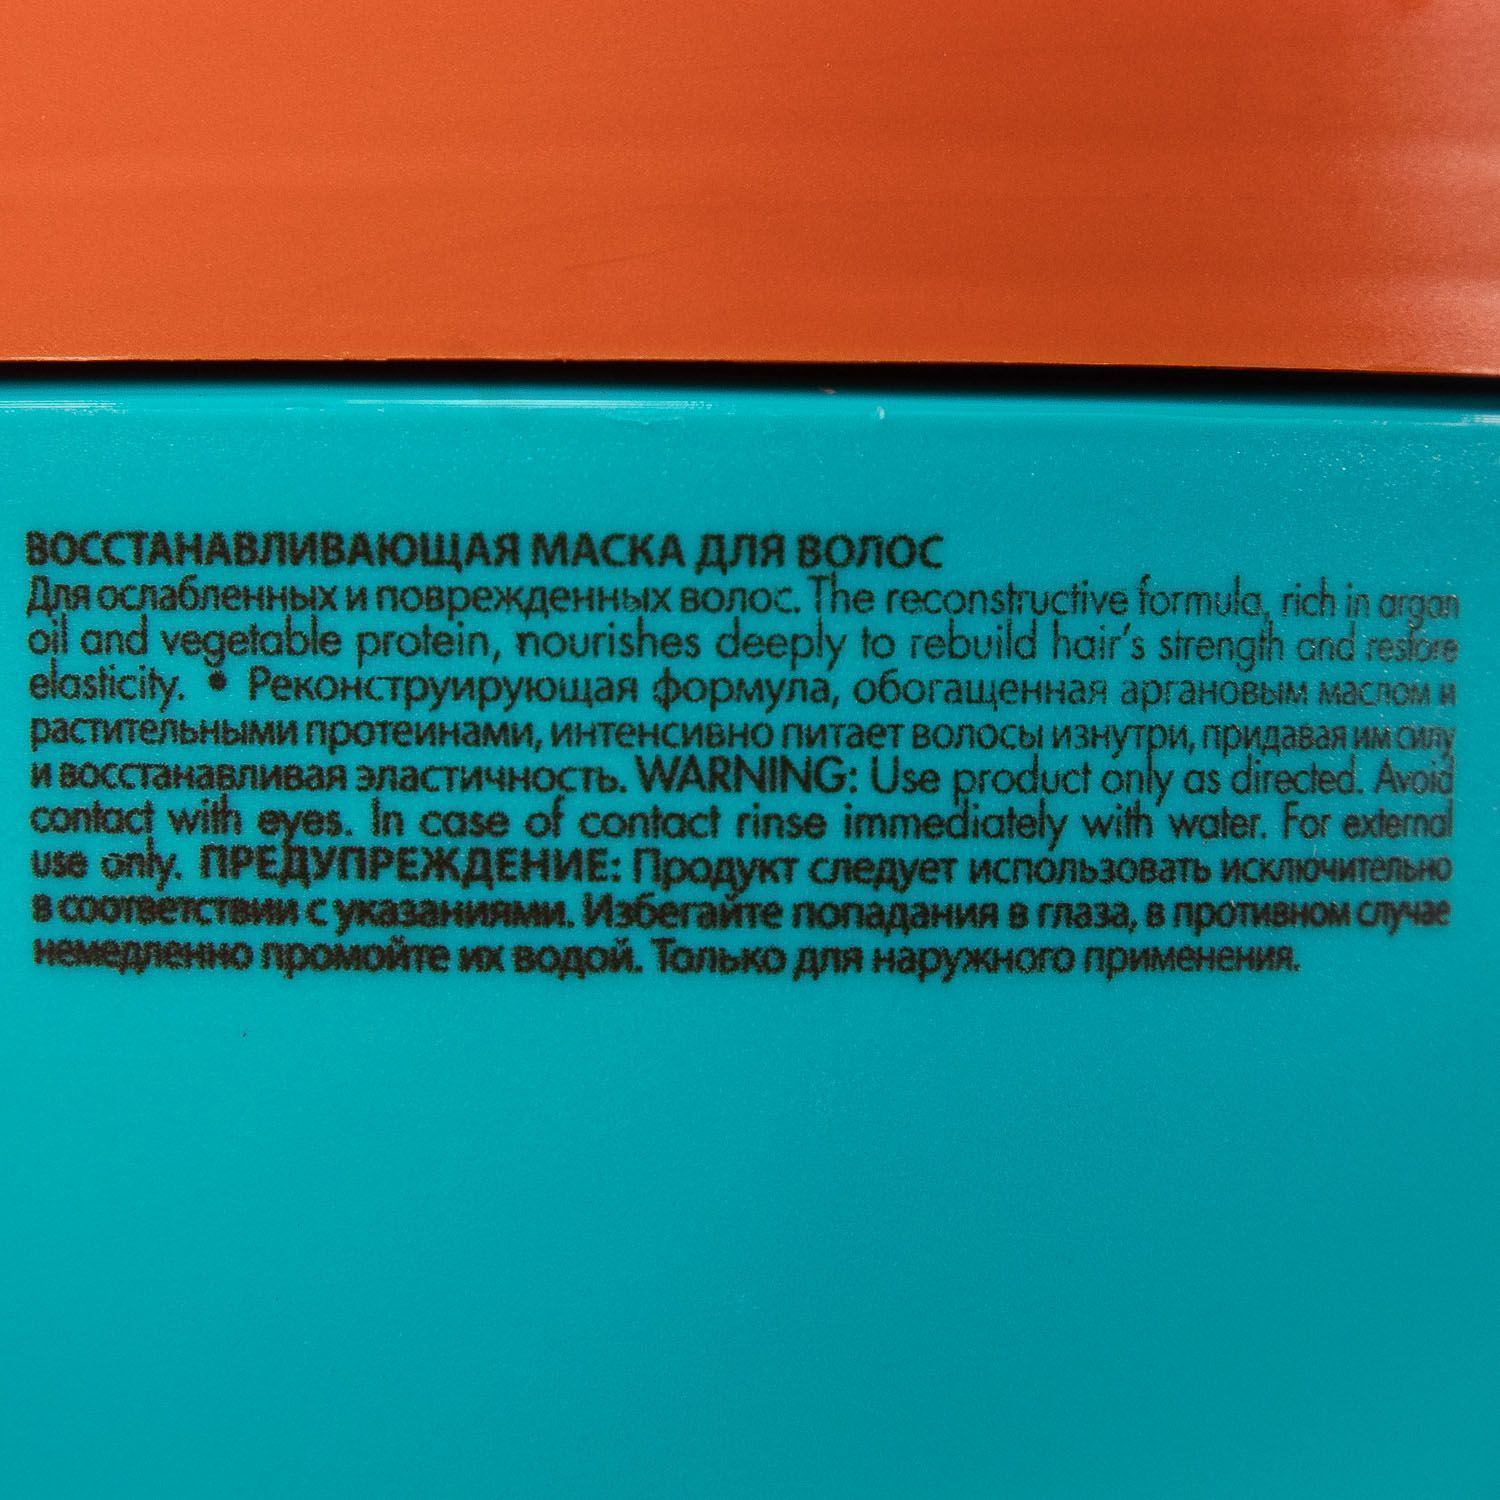 ВОССТАНАВЛИВАЮЩАЯ МАСКА ДЛЯ ВОЛОС
Для ослабленных и поврежденных волос. The reconstructive formula, rich in argan
oil and vegetable protein, nourishes deeply to rebuild hair's strength and restore
elasticity. • Реконструирующая формула, обогащенная аргановым маслом и
растительными протеинами, интенсивно питает волосы изнутри, придавая им силу
и восстанавливая эластичность. WARNING: Use product only as directed. Avoid
contact with eyes. In case of contact rinse immediately with water. For external
use only. ПРЕДУПРЕЖДЕНИЕ: Продукт следует использовать исключительно
в соответствии с указаниями. Избегайте попадания в глаза, в противном случае
немедленно промойте их водой. Только для наружного применения.